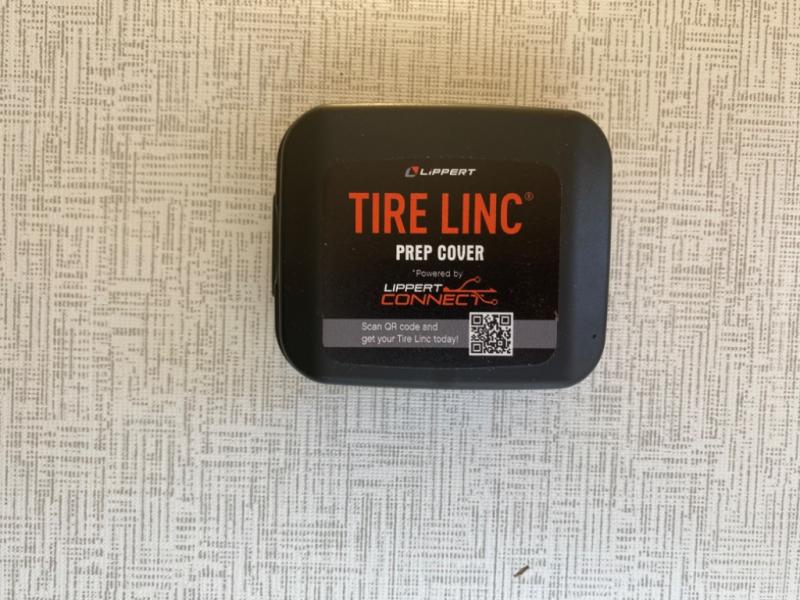 LIPPERT
TIRE LINC®
PREP COVER
*Powered by
LIPPERT
CONNECT
Scan QR code and
get your Tire Linc today!